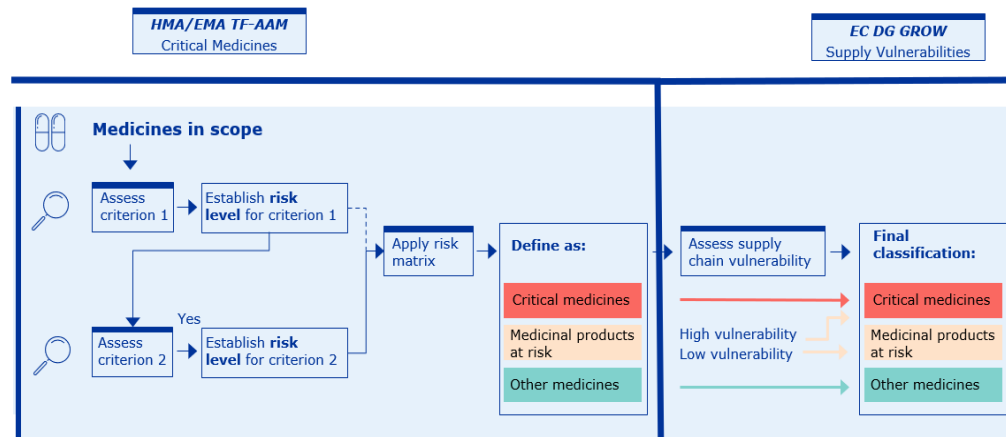 HMA/EMA TF-AAM
Critical Medicines
EC DG GROW
Supply Vulnerabilities
Medicines in scope
Assess
criterion 1
Establish risk
level for criterion 1
Apply risk
matrix
Define as:
Assess supply
chain vulnerability
Final
classification:
Critical medicines
Critical medicines
Yes
Assess
criterion 2
Establish risk
level for criterion 2
Medicinal products
at risk
High vulnerability
Low vulnerability
Medicinal products
at risk
Other medicines
Other medicines